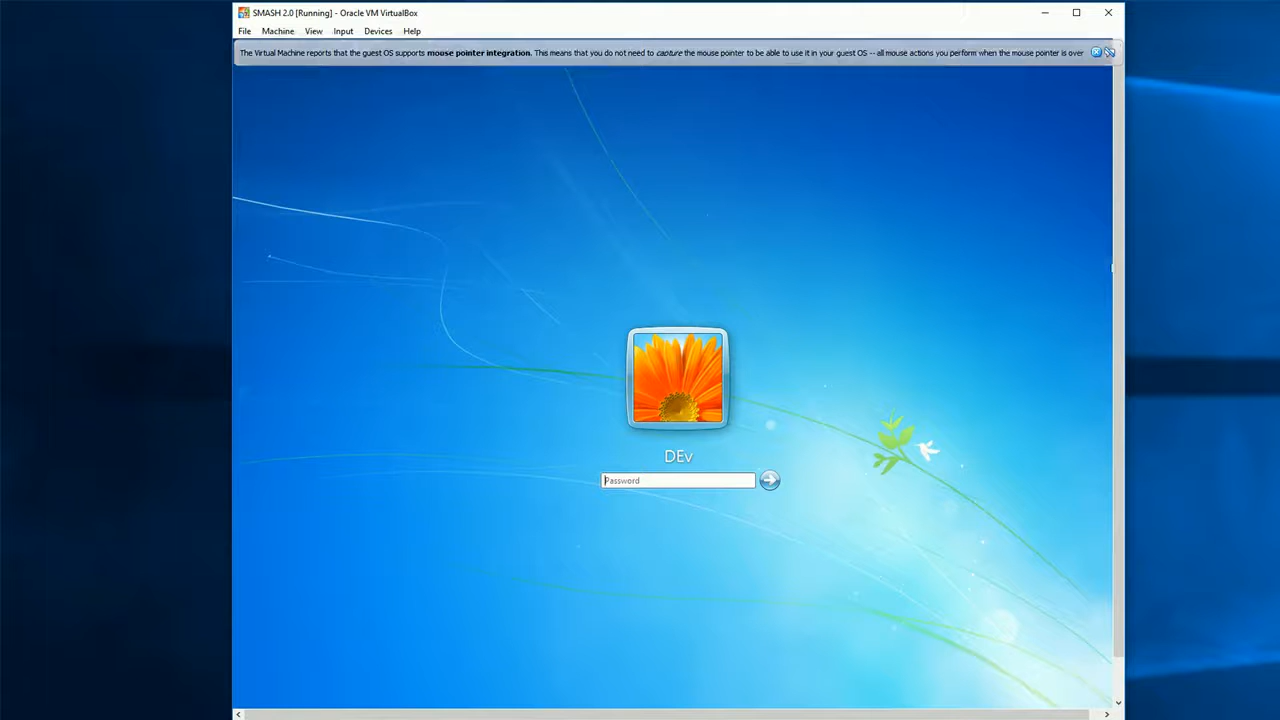 SMASH 2.0 [Running] - Oracle VM VirtualBox
File Machine View Input Devices Help
The Virtual Machine reports that the guest OS supports mouse pointer integration. This means that you do not need to capture the mouse pointer to be able to use it in your guest OS -- all mouse actions you perform when the mouse pointer is over
DEv
Password